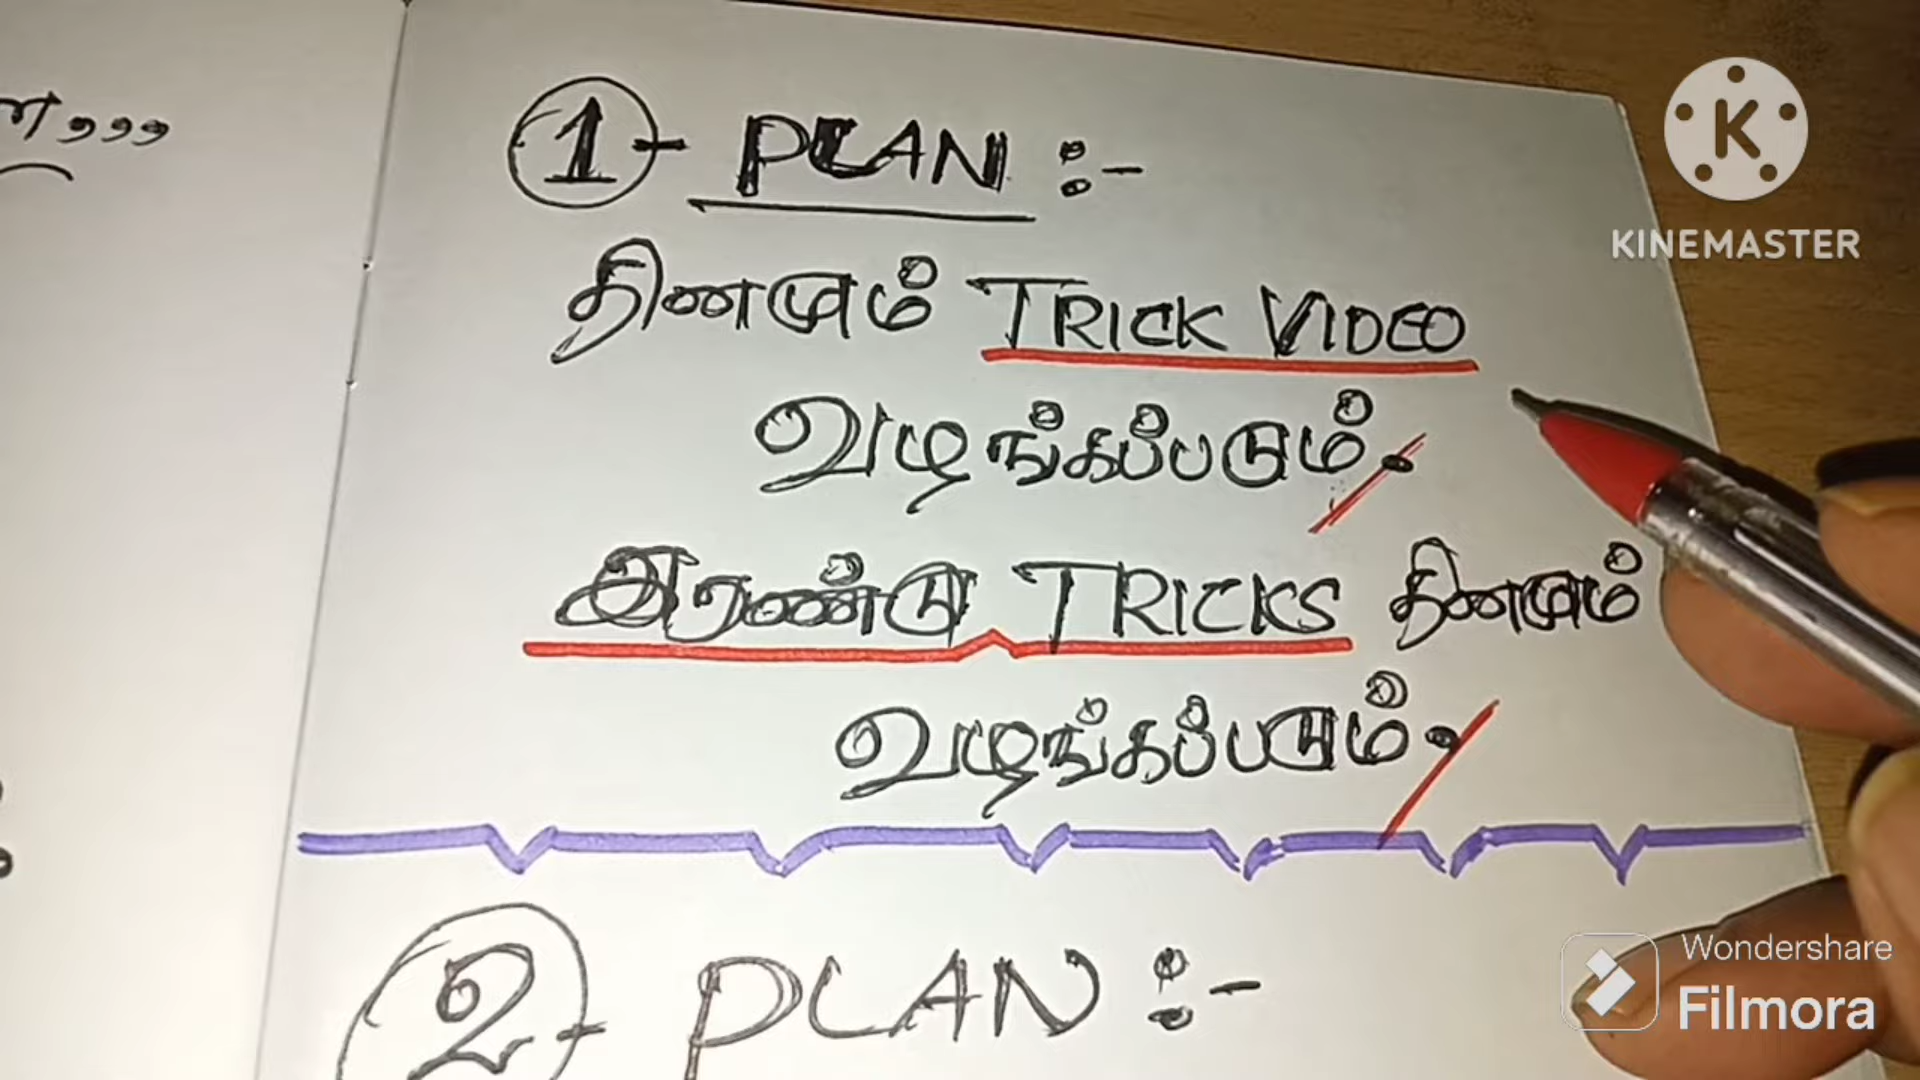 1- PLAN :-
தினமும் TRICK VIDEO
வழங்கப்படும்.
இரண்டு TRICKS தினமும்
வழங்கப்படும்.
2- PLAN :-
KINEMASTER
Wondershare
Filmora